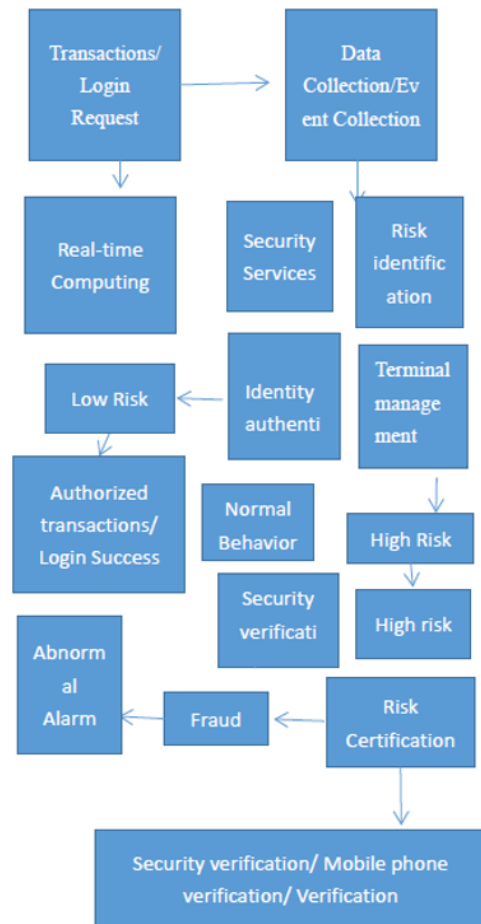 Transactions/
Login
Request
Data
Collection/Ev
ent Collection
Real-time
Computing
Security
Services
Risk
identific
ation
Low Risk
Identity
authenti
Terminal
manage
ment
Authorized
transactions/
Login Success
Normal
Behavior
High Risk
Security
verificati
High risk
Abnorm
al
Alarm
Fraud
Risk
Certification
Security verification/ Mobile phone
verification/ Verification